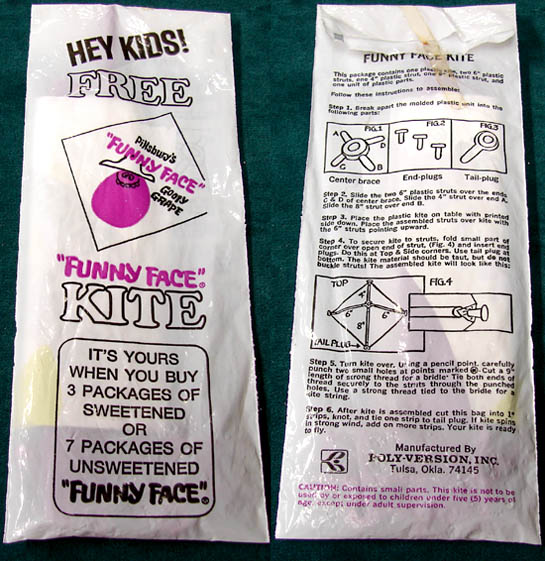 HEY KIDS!
FREE
Pillsbury's
"FUNNY FACE"
GOOFY
GRAPE
"FUNNY FACE"®
KITE
IT'S YOURS
WHEN YOU BUY
3 PACKAGES OF
SWEETENED
OR
7 PACKAGES OF
UNSWEETENED
"FUNNY FACE"®
FUNNY FACE KITE
This package contains one plastic kite, two 6" plastic
struts, one 4" plastic strut, one 8" plastic strut, and
one unit of plastic parts.
Follow these instructions to assemble:
Step 1. Break apart the molded plastic unit into the
following parts:
FIG.1
FIG.2
FIG.3
A
D
C
B
Center brace
End-plugs
Tail-plug
Step 2. Slide the two 6" plastic struts over the ends
C & D of center brace. Slide the 4" strut over end A.
Slide the 8" strut over end
Step 3. Place the plastic kite on table with printed
side down. Place the assembled struts over kite with
the 6" struts pointing upward.
Step 4. To secure kite to struts, fold small part of
corner over open end of strut, (Fig. 4) and insert end
plugs. Do this at Top & Side corners. Use tail plug at
bottom. The kite material should be taut, but do not
buckle struts! The assembled kite will look like this:
TOP
FIG.4
4"
6"
6"
8"
TAIL PLUG
Step 5. Turn kite over. Using a pencil point, carefully
punch two small holes at points marked ⊗. Cut a 9"
length of strong thread for a bridle! Tie both ends of
thread securely to the struts through the punched
holes. Use a strong thread tied to the bridle for a
kite string.
Step 6. After kite is assembled cut this bag into 1"
strips, knot, and tie one strip to tail plug. If kite spins
in strong wind, add on more strips. Your kite is ready
to fly.
Manufactured By
POLY-VERSION, INC.
Tulsa, Okla. 74145
CAUTION: Contains small parts. This kite is not to be
used by or exposed to children under five (5) years of
age, except under adult supervision.